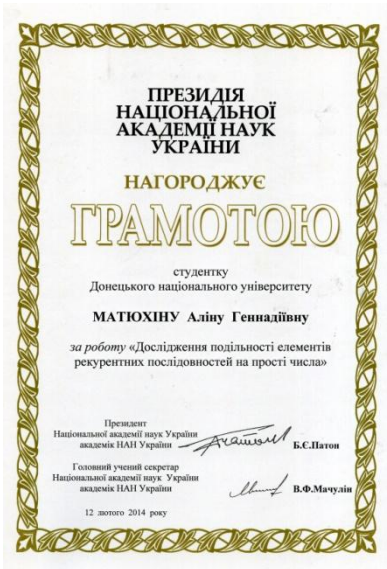 ПРЕЗИДІЯ
НАЦІОНАЛЬНОЇ
АКАДЕМІЇ НАУК
УКРАЇНИ
НАГОРОДЖУЄ
ГРАМОТОЮ
студентку
Донецького національного університету
МАТЮХІНУ Аліну Геннадіївну
за роботу «Дослідження подільності елементів
рекурентних послідовностей на прості числа»
Президент
Національної академії наук України
академік НАН України
Б.Є.Патон
Головний учений секретар
Національної академії наук України
академік НАН України
В.Ф.Мачулін
12 лютого 2014 року